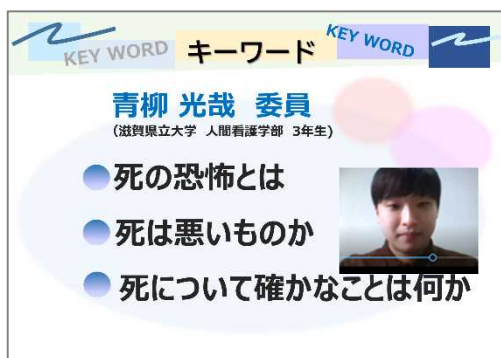 KEY WORD キーワード KEY WORD
青柳 光哉 委員
(滋賀県立大学 人間看護学部 3年生)
死の恐怖とは
死は悪いものか
死について確かなことは何か